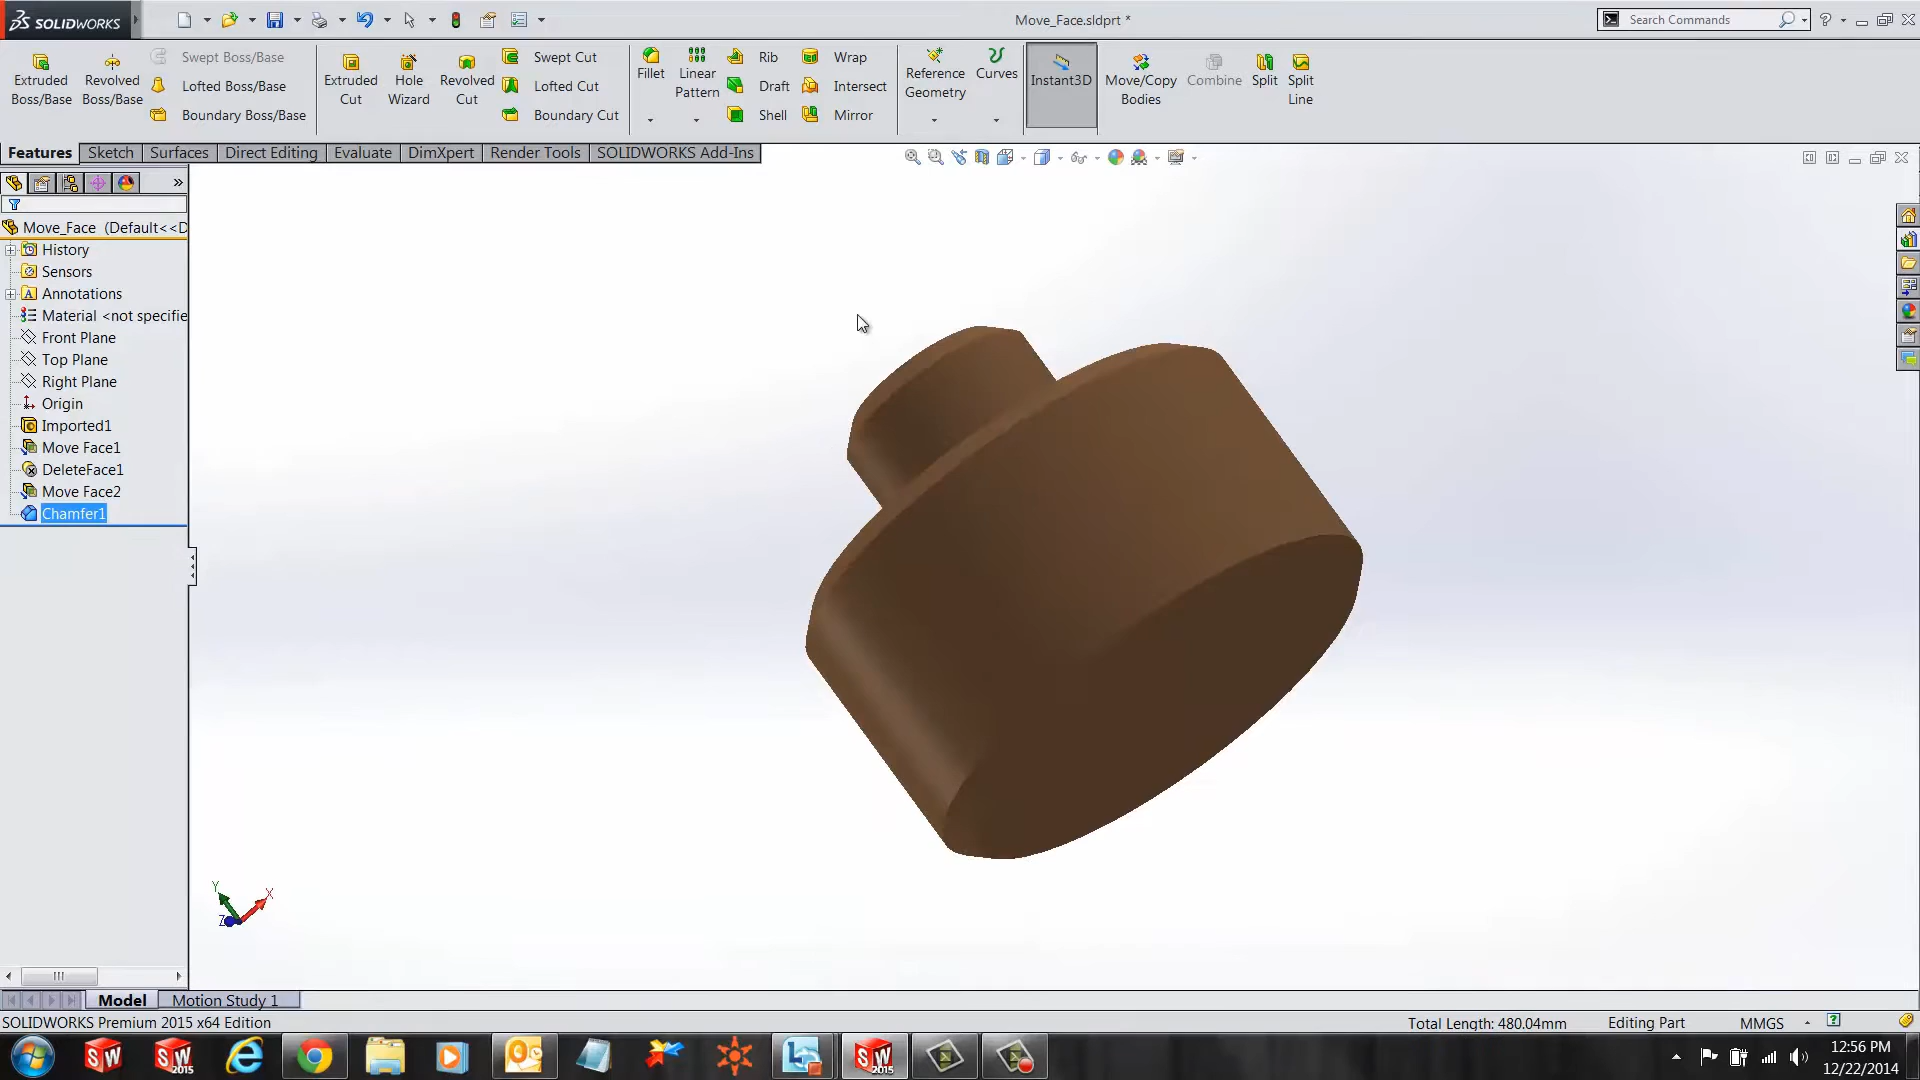 SOLIDWORKS
Move_Face.sldprt *
Search Commands
Extruded Boss/Base
Revolved Boss/Base
Swept Boss/Base
Lofted Boss/Base
Boundary Boss/Base
Extruded Cut
Hole Wizard
Revolved Cut
Swept Cut
Lofted Cut
Boundary Cut
Fillet
Linear Pattern
Rib
Draft
Shell
Wrap
Intersect
Mirror
Reference Geometry
Curves
Instant3D
Move/Copy Bodies
Combine
Split
Split Line
Features
Sketch
Surfaces
Direct Editing
Evaluate
DimXpert
Render Tools
SOLIDWORKS Add-Ins
Move_Face (Default<<D
History
Sensors
Annotations
Material <not specifie
Front Plane
Top Plane
Right Plane
Origin
Imported1
Move Face1
DeleteFace1
Move Face2
Chamfer1
Y
X
Z
Model
Motion Study 1
SOLIDWORKS Premium 2015 x64 Edition
Total Length: 480.04mm
Editing Part
MMGS
SW
SW 2015
SW 2015
12:56 PM
12/22/2014